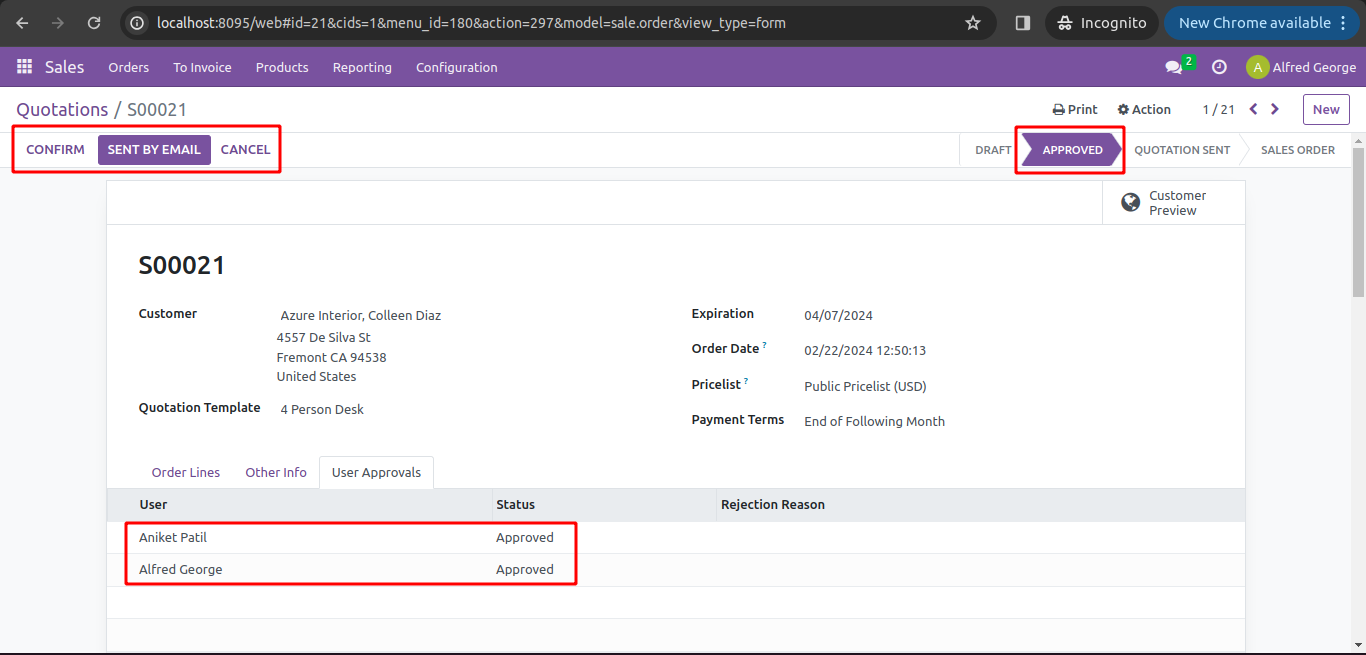 localhost:8095/web#id=21&cids=1&menu_id=180&action=297&model=sale.order&view_type=form
Incognito
New Chrome available
Sales Orders To Invoice Products Reporting Configuration
2
A Alfred George
Quotations / S00021
Print Action 1 / 21 New
CONFIRM SENT BY EMAIL CANCEL
DRAFT APPROVED QUOTATION SENT SALES ORDER
Customer
Preview
S00021
Customer Azure Interior, Colleen Diaz
4557 De Silva St
Fremont CA 94538
United States
Quotation Template 4 Person Desk
Expiration 04/07/2024
Order Date ? 02/22/2024 12:50:13
Pricelist ? Public Pricelist (USD)
Payment Terms End of Following Month
Order Lines Other Info User Approvals
User Status Rejection Reason
Aniket Patil Approved
Alfred George Approved